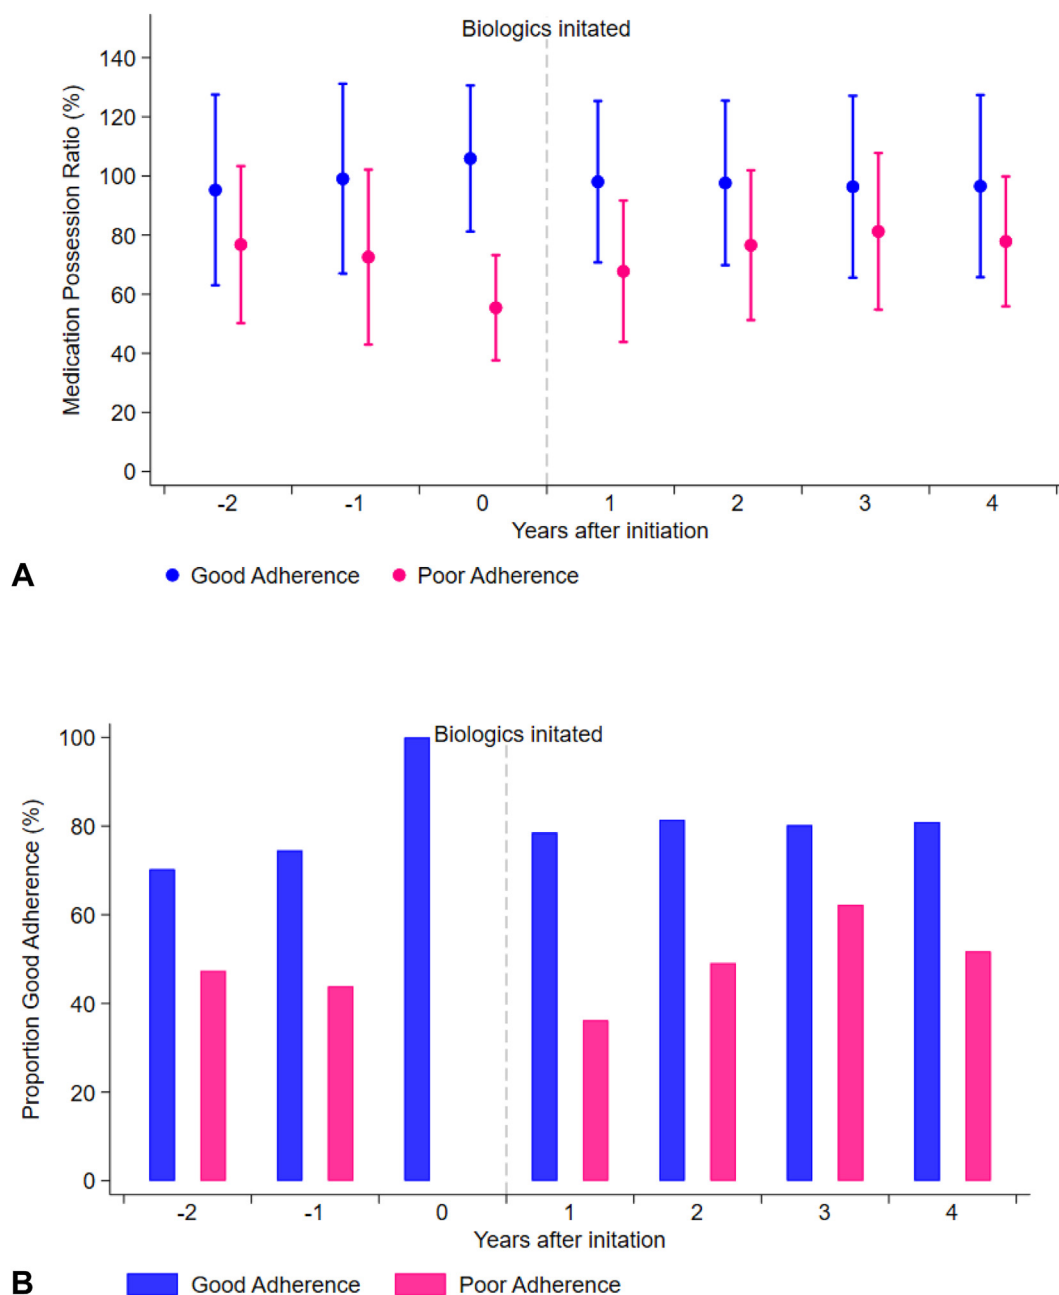 Biologics initated
Medication Possession Ratio (%)
140
120
100
80
60
40
20
0
-2 -1 0 1 2 3 4
Years after initiation
A
Good Adherence Poor Adherence
Biologics initated
Proportion Good Adherence (%)
100
80
60
40
20
0
-2 -1 0 1 2 3 4
Years after initation
B
Good Adherence Poor Adherence